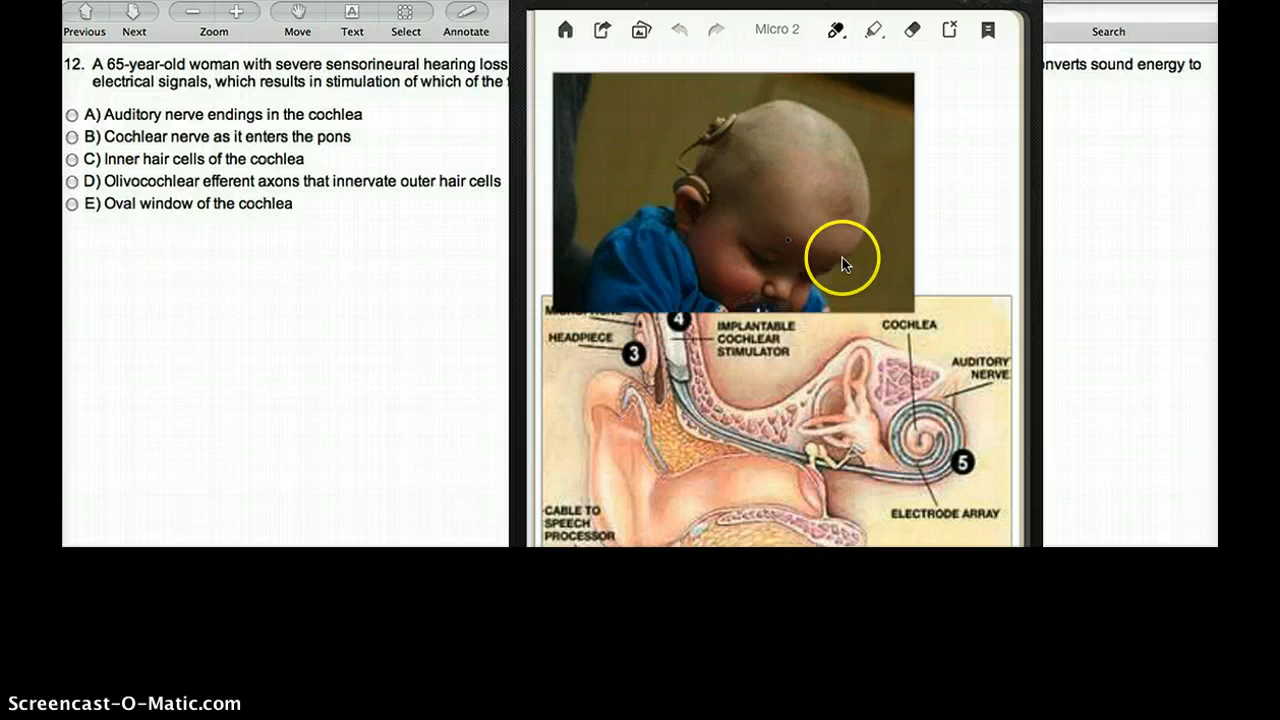 Previous
Next
Zoom
Move
Text
Select
Annotate
Micro 2
Search
12. A 65-year-old woman with severe sensorineural hearing loss
nverts sound energy to
electrical signals, which results in stimulation of which of the
A) Auditory nerve endings in the cochlea
B) Cochlear nerve as it enters the pons
C) Inner hair cells of the cochlea
D) Olivocochlear efferent axons that innervate outer hair cells
E) Oval window of the cochlea
HEADPIECE
3
4
IMPLANTABLE
COCHLEAR
STIMULATOR
COCHLEA
AUDITORY
NERVE
5
ELECTRODE ARRAY
CABLE TO
SPEECH
PROCESSOR
Screencast-O-Matic.com